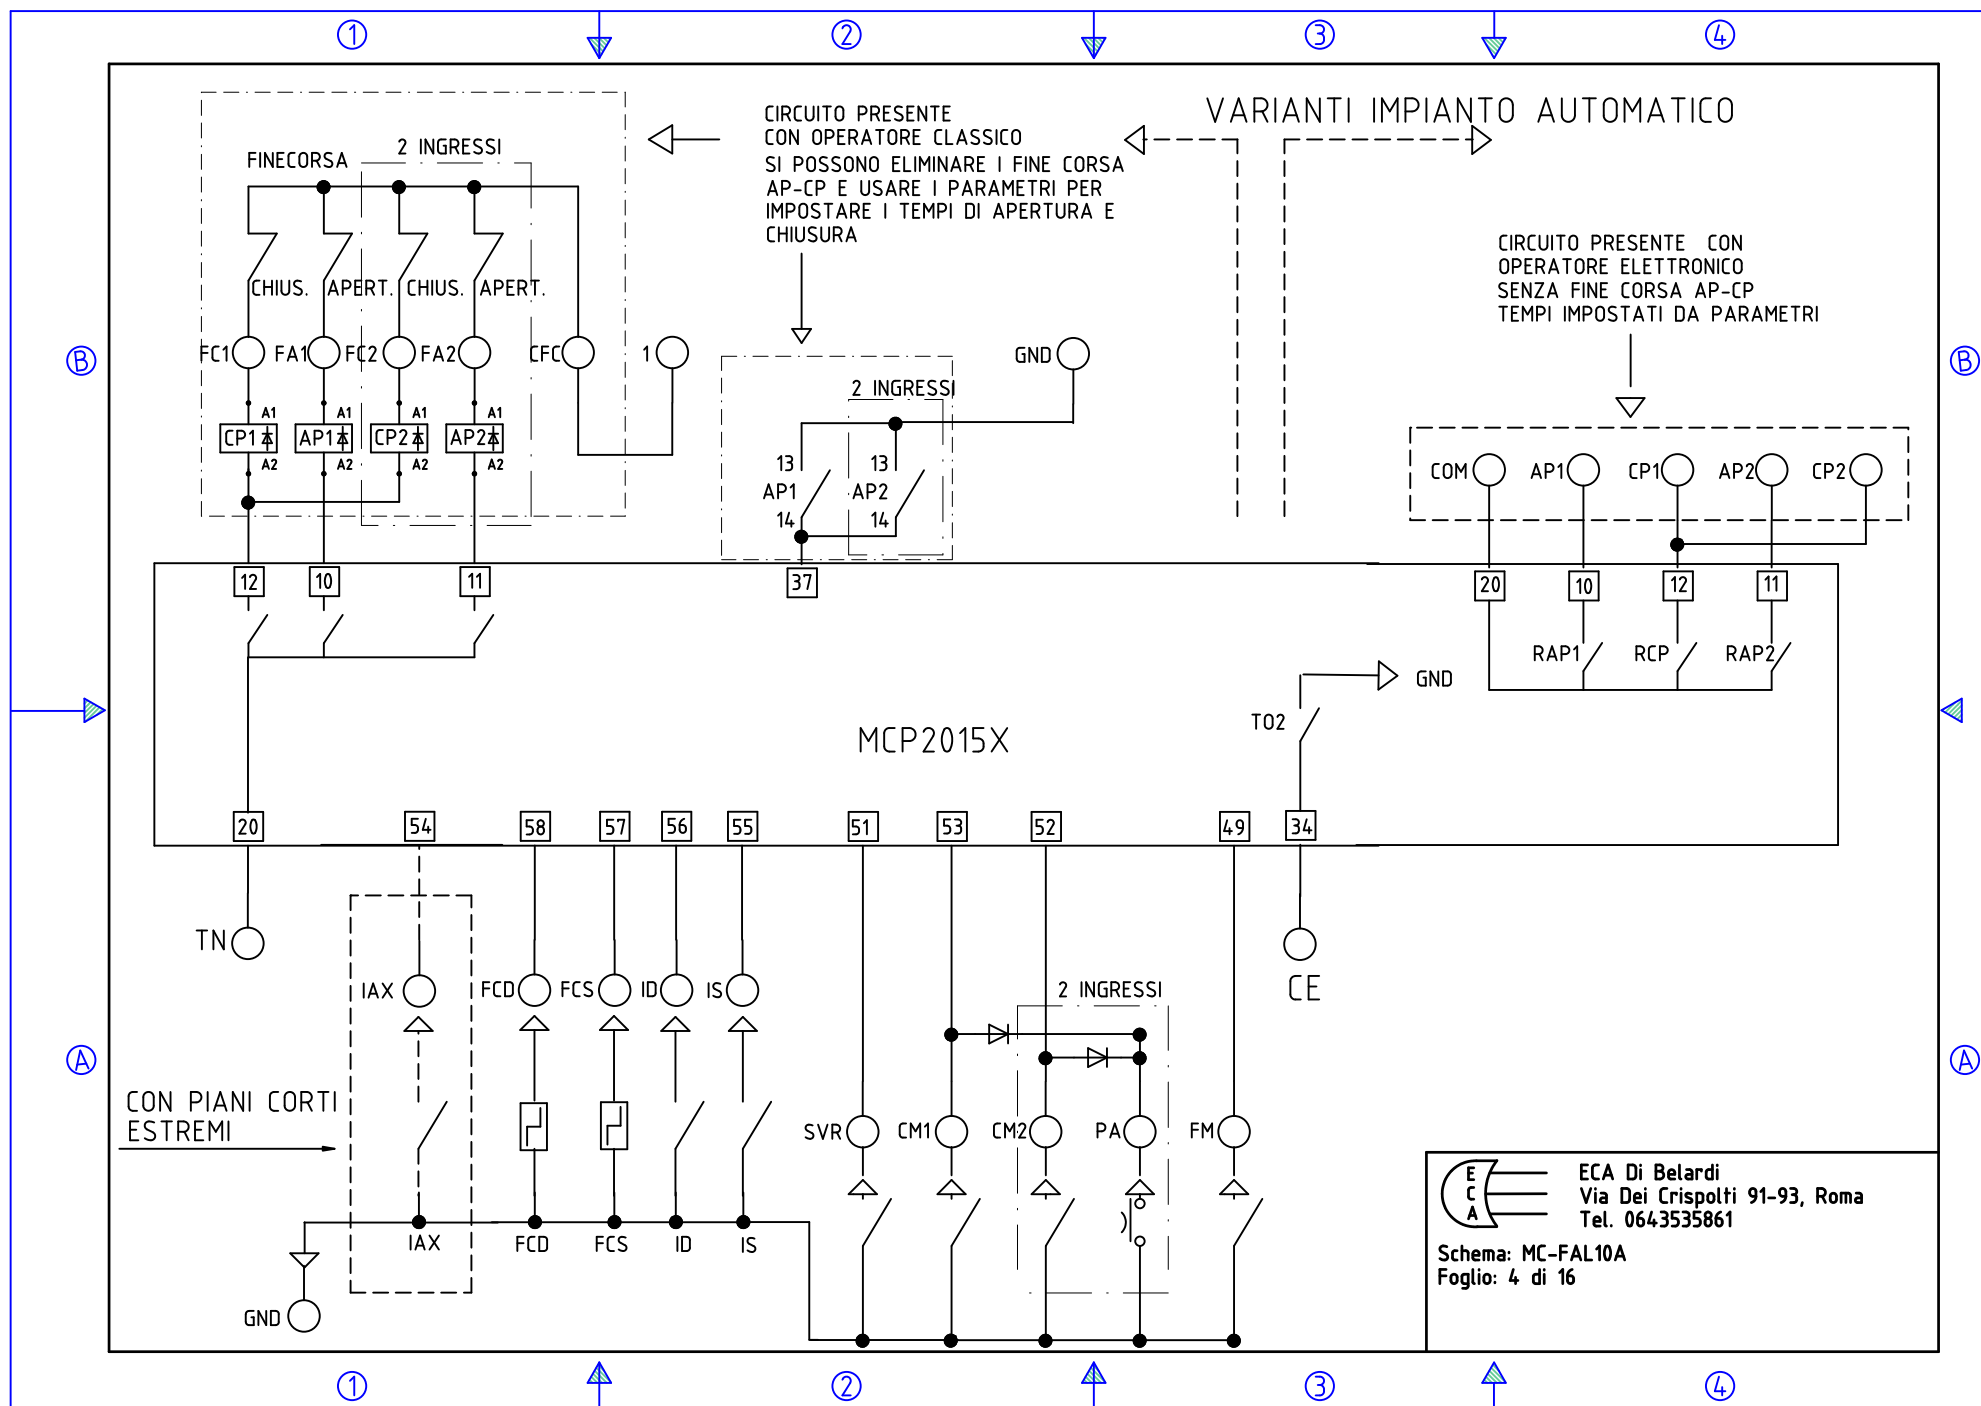 1 2 3 4
VARIANTI IMPIANTO AUTOMATICO
CIRCUITO PRESENTE
CON OPERATORE CLASSICO
SI POSSONO ELIMINARE I FINE CORSA
AP-CP E USARE I PARAMETRI PER
IMPOSTARE I TEMPI DI APERTURA E
CHIUSURA
FINECORSA
2 INGRESSI
CHIUS. APERT. CHIUS. APERT.
B
FC1 FA1 FC2 FA2 CFC 1
A1 A1 A1 A1
CP1 AP1 CP2 AP2
A2 A2 A2 A2
GND
2 INGRESSI
13 13
AP1 AP2
14 14
CIRCUITO PRESENTE CON
OPERATORE ELETTRONICO
SENZA FINE CORSA AP-CP
TEMPI IMPOSTATI DA PARAMETRI
B
COM AP1 CP1 AP2 CP2
12 10 11 37 20 10 12 11
RAP1 RCP RAP2
GND
TO2
MCP2015X
20 54 58 57 56 55 51 53 52 49 34
TN
IAX FCD FCS ID IS
2 INGRESSI
CE
A A
CON PIANI CORTI
ESTREMI
SVR CM1 CM2 PA FM
IAX FCD FCS ID IS
GND
E
C
A
ECA Di Belardi
Via Dei Crispolti 91-93, Roma
Tel. 0643535861
Schema: MC-FAL10A
Foglio: 4 di 16
1 2 3 4